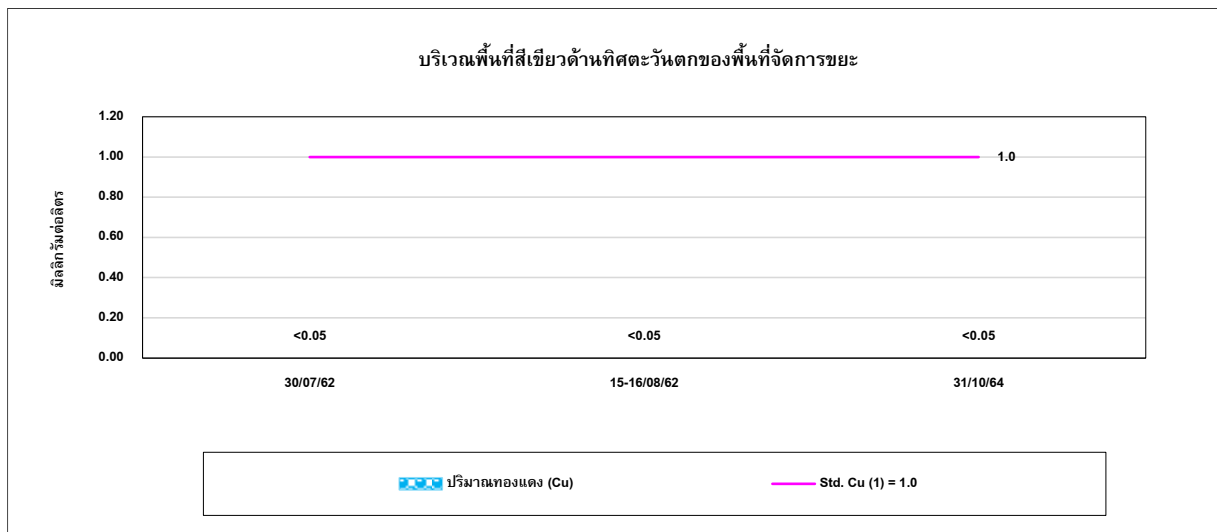 บริเวณพื้นที่สีเขียวด้านทิศตะวันตกของพื้นที่จัดการขยะ
มิลลิกรัมต่อลิตร
1.20
1.00
1.0
0.80
0.60
0.40
0.20
<0.05 <0.05 <0.05
0.00
30/07/62 15-16/08/62 31/10/64
ปริมาณทองแดง (Cu) Std. Cu (1) = 1.0